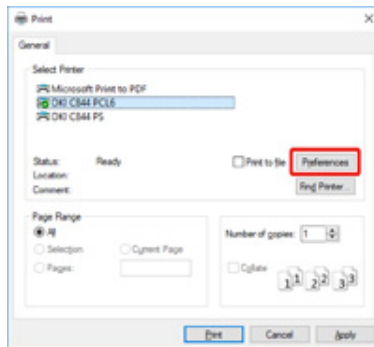 Print
General
Select Printer
Microsoft Print to PDF
OKI C844 PCL6
OKI C844 PS
Status: Ready
Print to file
Preferences
Location:
Comment:
Find Printer...
Page Range
All
Selection
Current Page
Pages:
Number of copies: 1
Collate
1 1 2 2 3 3
Print
Cancel
Apply